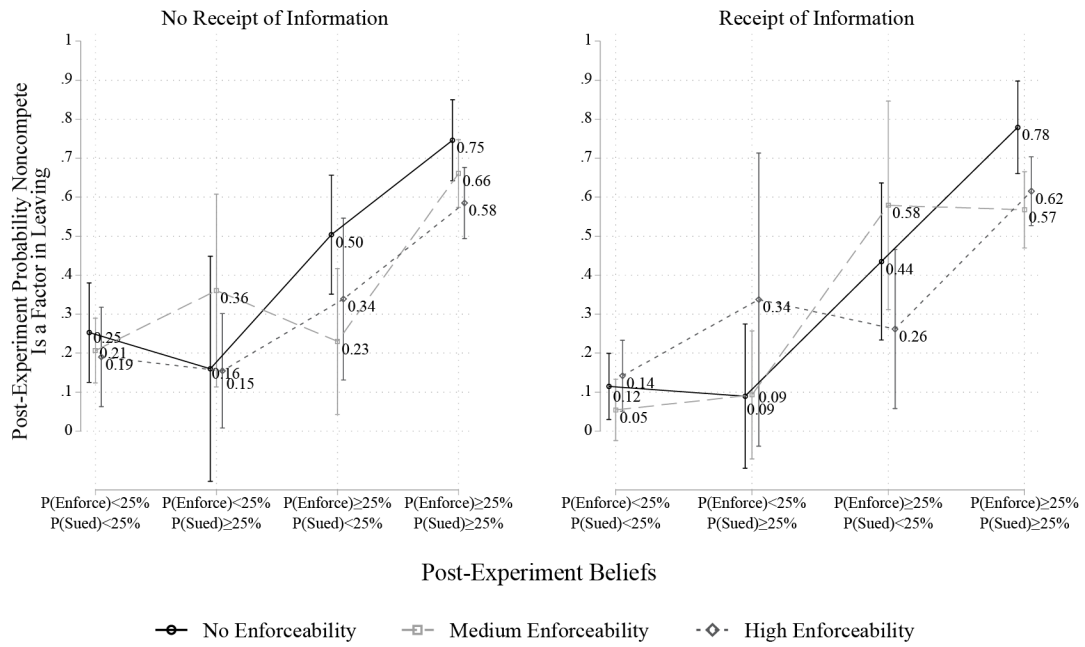 No Receipt of Information
Receipt of Information
Post-Experiment Probability Noncompete
Is a Factor in Leaving
1
.9
.8
.7
.6
.5
.4
.3
.2
.1
0
0.25
0.21
0.19
0.16
0.36
0.15
0.50
0.23
0.34
0.75
0.66
0.58
P(Enforce)<25%
P(Sued)<25%
P(Enforce)<25%
P(Sued)≥25%
P(Enforce)≥25%
P(Sued)<25%
P(Enforce)≥25%
P(Sued)≥25%
1
.9
.8
.7
.6
.5
.4
.3
.2
.1
0
0.14
0.12
0.05
0.34
0.09
0.09
0.58
0.44
0.26
0.78
0.62
0.57
P(Enforce)<25%
P(Sued)<25%
P(Enforce)<25%
P(Sued)≥25%
P(Enforce)≥25%
P(Sued)<25%
P(Enforce)≥25%
P(Sued)≥25%
Post-Experiment Beliefs
No Enforceability
Medium Enforceability
High Enforceability